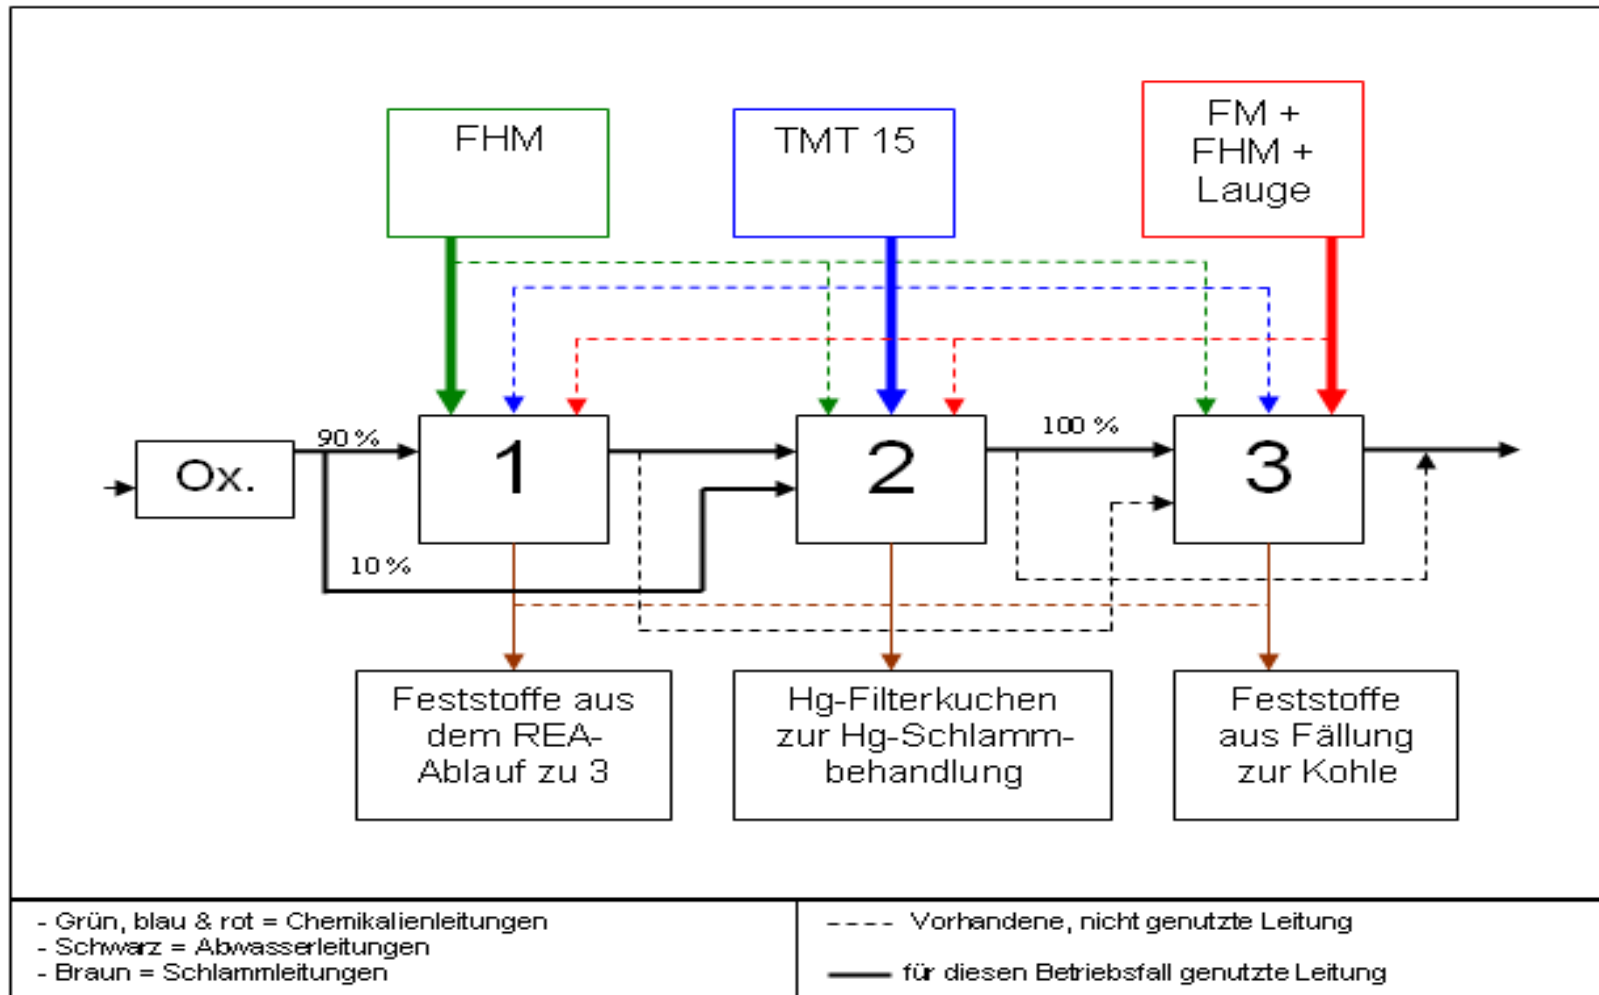 FHM
TMT 15
FM +
FHM +
Lauge
90 %
100 %
Ox.
1
2
3
10 %
Feststoffe aus
dem REA-
Ablauf zu 3
Hg-Filterkuchen
zur Hg-Schlamm-
behandlung
Feststoffe
aus Fällung
zur Kohle
- Grün, blau & rot = Chemikalienleitungen
- Schwarz = Abwasserleitungen
- Braun = Schlammleitungen
Vorhandene, nicht genutzte Leitung
für diesen Betriebsfall genutzte Leitung